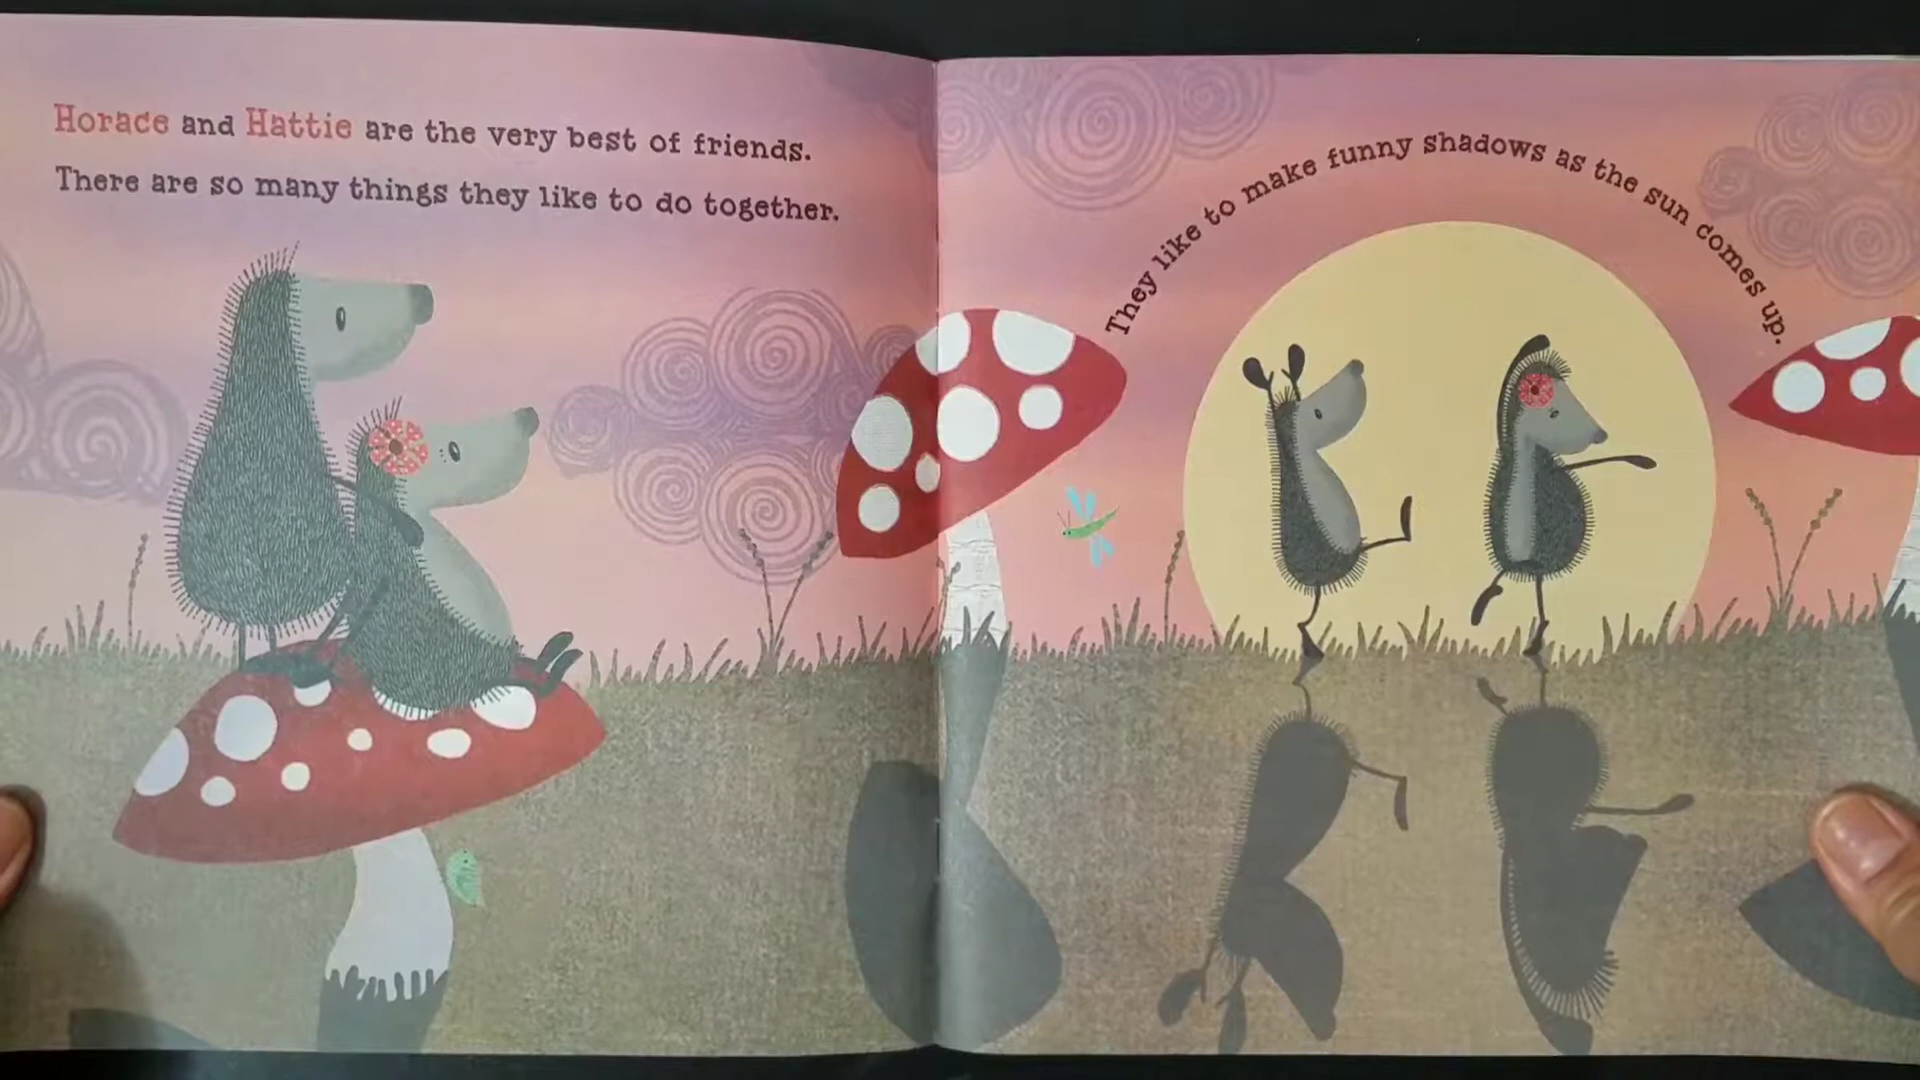 Horace and Hattie are the very best of friends.
There are so many things they like to do together.
They like to make funny shadows as the sun comes up.